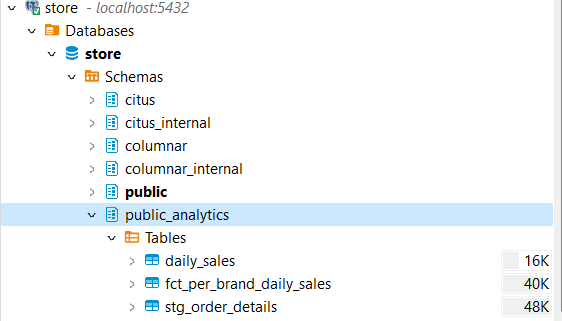 store - localhost:5432
Databases
store
Schemas
citus
citus_internal
columnar
columnar_internal
public
public_analytics
Tables
daily_sales 16K
fct_per_brand_daily_sales 40K
stg_order_details 48K